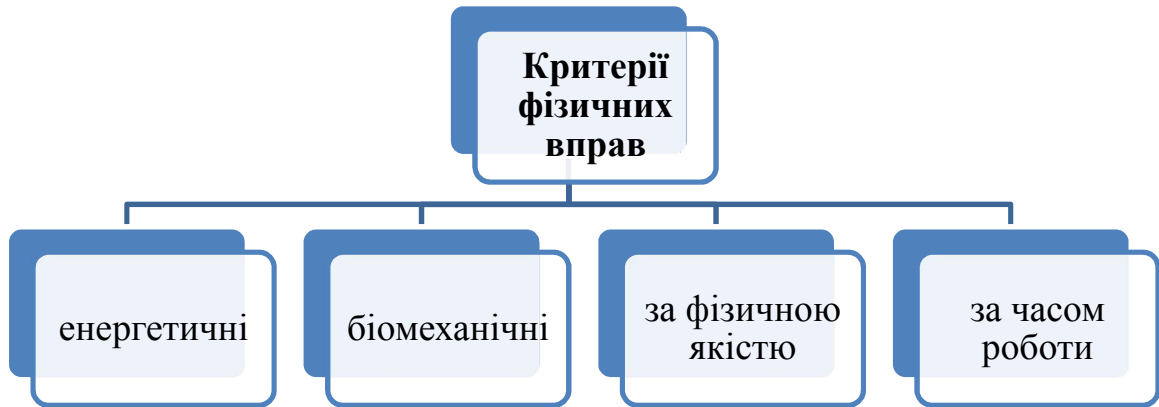 Критерії
фізичних
вправ
енергетичні
біомеханічні
за фізичною
якістю
за часом
роботи